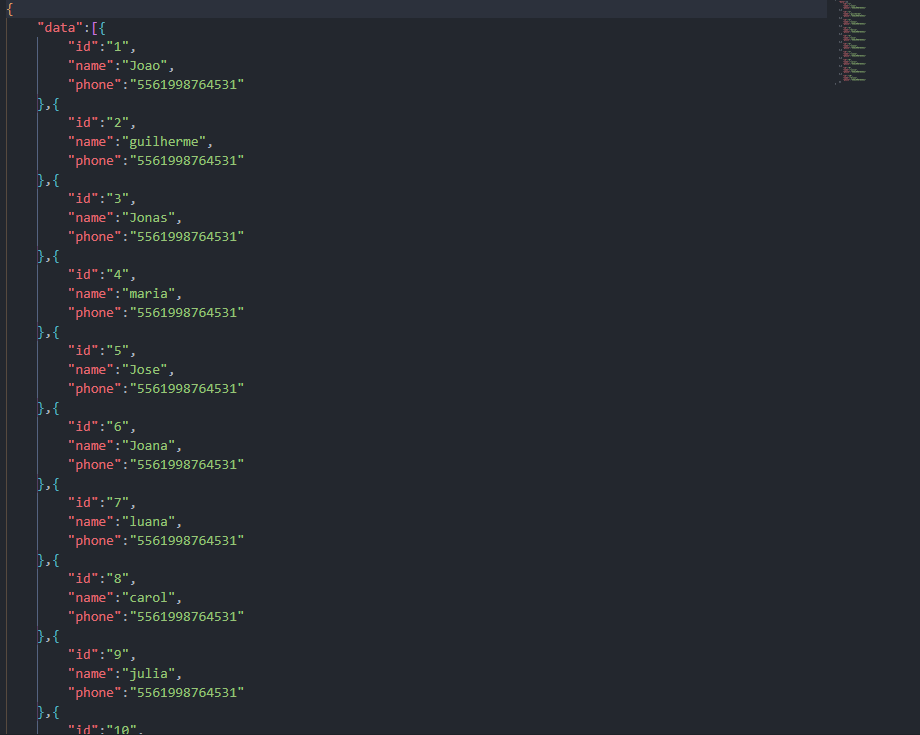 {
"data":[{
"id":"1",
"name":"Joao",
"phone":"5561998764531"
},{
"id":"2",
"name":"guilherme",
"phone":"5561998764531"
},{
"id":"3",
"name":"Jonas",
"phone":"5561998764531"
},{
"id":"4",
"name":"maria",
"phone":"5561998764531"
},{
"id":"5",
"name":"Jose",
"phone":"5561998764531"
},{
"id":"6",
"name":"Joana",
"phone":"5561998764531"
},{
"id":"7",
"name":"luana",
"phone":"5561998764531"
},{
"id":"8",
"name":"carol",
"phone":"5561998764531"
},{
"id":"9",
"name":"julia",
"phone":"5561998764531"
},{
"id":"10",